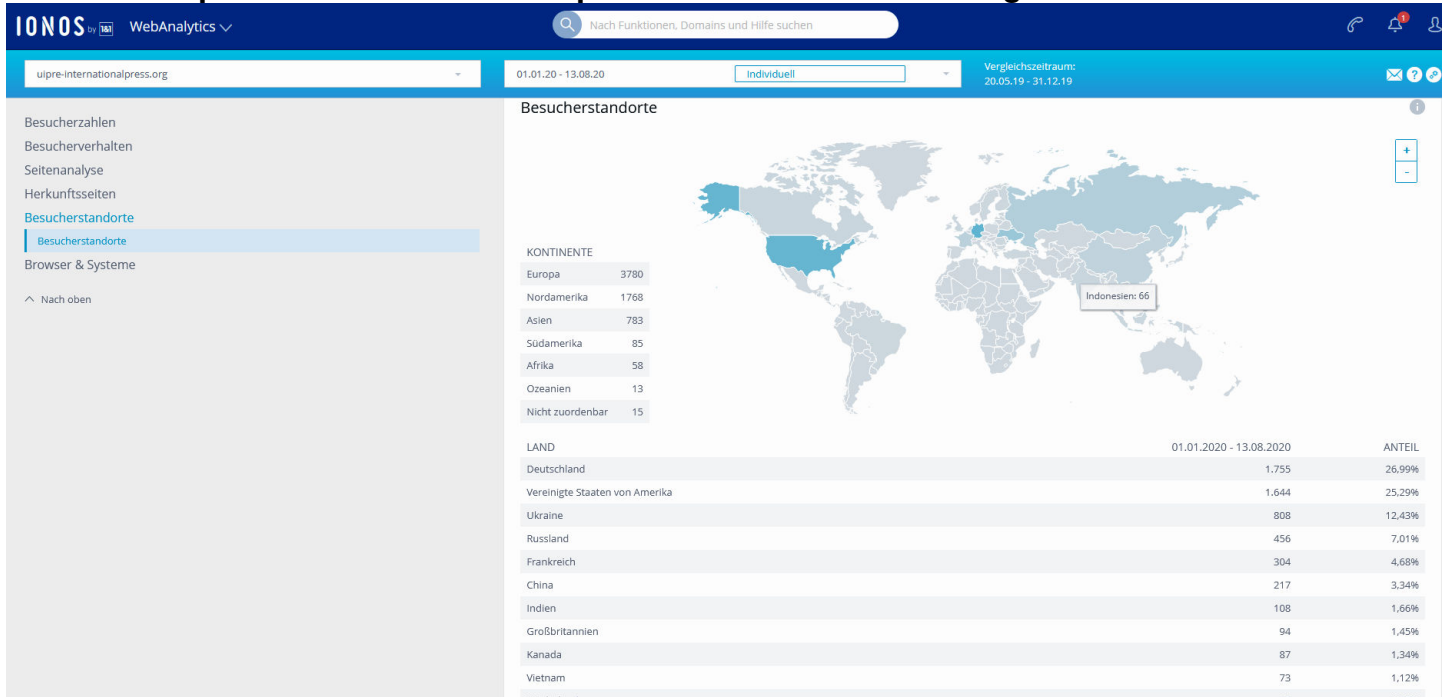 IONOS by 1&1 WebAnalytics
Nach Funktionen, Domains und Hilfe suchen
1
uipre-internationalpress.org
01.01.20 - 13.08.20
Individuell
Vergleichszeitraum:
20.05.19 - 31.12.19
Besucherzahlen
Besucherverhalten
Seitenanalyse
Herkunftsseiten
Besucherstandorte
Besucherstandorte
Browser & Systeme
Nach oben
Besucherstandorte
+
-
Indonesien: 66
KONTINENTE
Europa 3780
Nordamerika 1768
Asien 783
Südamerika 85
Afrika 58
Ozeanien 13
Nicht zuordenbar 15
LAND 01.01.2020 - 13.08.2020 ANTEIL
Deutschland 1.755 26,99%
Vereinigte Staaten von Amerika 1.644 25,29%
Ukraine 808 12,43%
Russland 456 7,01%
Frankreich 304 4,68%
China 217 3,34%
Indien 108 1,66%
Großbritannien 94 1,45%
Kanada 87 1,34%
Vietnam 73 1,12%